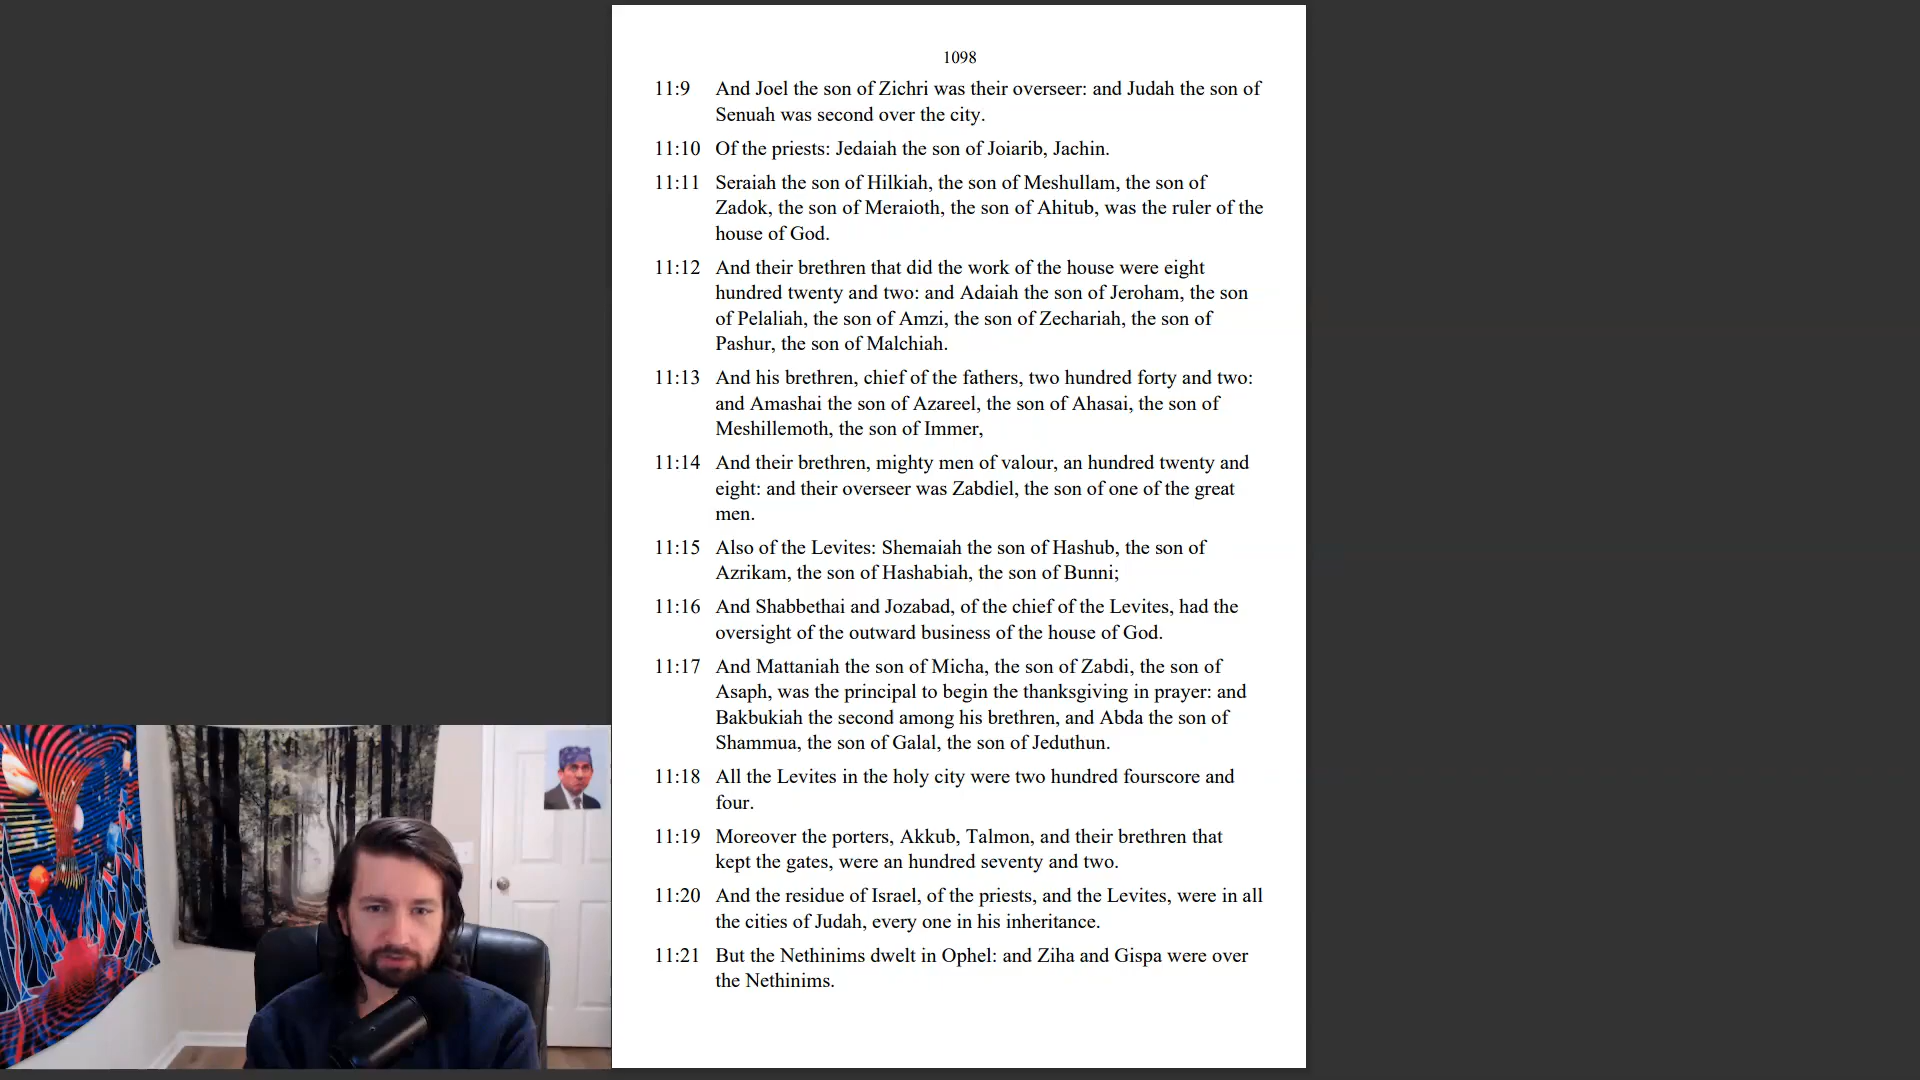 1098
11:9 And Joel the son of Zichri was their overseer: and Judah the son of
Senuah was second over the city.
11:10 Of the priests: Jedaiah the son of Joiarib, Jachin.
11:11 Seraiah the son of Hilkiah, the son of Meshullam, the son of
Zadok, the son of Meraioth, the son of Ahitub, was the ruler of the
house of God.
11:12 And their brethren that did the work of the house were eight
hundred twenty and two: and Adaiah the son of Jeroham, the son
of Pelaliah, the son of Amzi, the son of Zechariah, the son of
Pashur, the son of Malchiah.
11:13 And his brethren, chief of the fathers, two hundred forty and two:
and Amashai the son of Azareel, the son of Ahasai, the son of
Meshillemoth, the son of Immer,
11:14 And their brethren, mighty men of valour, an hundred twenty and
eight: and their overseer was Zabdiel, the son of one of the great
men.
11:15 Also of the Levites: Shemaiah the son of Hashub, the son of
Azrikam, the son of Hashabiah, the son of Bunni;
11:16 And Shabbethai and Jozabad, of the chief of the Levites, had the
oversight of the outward business of the house of God.
11:17 And Mattaniah the son of Micha, the son of Zabdi, the son of
Asaph, was the principal to begin the thanksgiving in prayer: and
Bakbukiah the second among his brethren, and Abda the son of
Shammua, the son of Galal, the son of Jeduthun.
11:18 All the Levites in the holy city were two hundred fourscore and
four.
11:19 Moreover the porters, Akkub, Talmon, and their brethren that
kept the gates, were an hundred seventy and two.
11:20 And the residue of Israel, of the priests, and the Levites, were in all
the cities of Judah, every one in his inheritance.
11:21 But the Nethinims dwelt in Ophel: and Ziha and Gispa were over
the Nethinims.